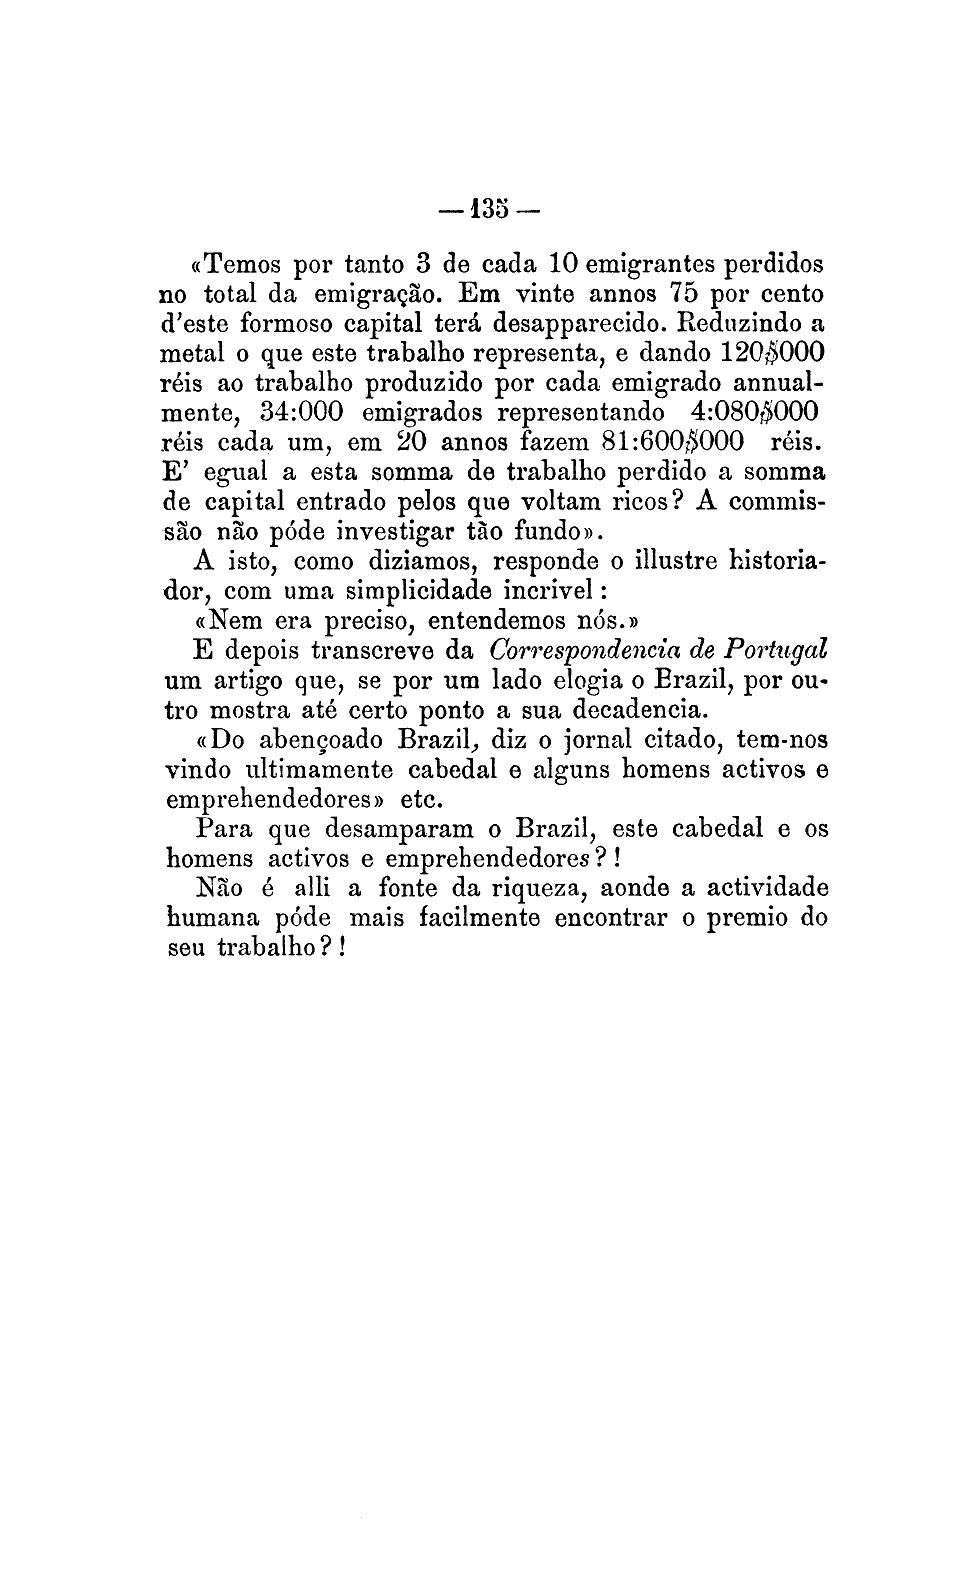 — 135 —
«Temos por tanto 3 de cada 10 emigrantes perdidos
no total da emigração. Em vinte annos 75 por cento
d'este formoso capital terá desapparecido. Reduzindo a
metal o que este trabalho representa, e dando 120$000
réis ao trabalho produzido por cada emigrado annual-
mente, 34:000 emigrados representando 4:080$000
réis cada um, em 20 annos fazem 81:600$000 réis.
E' egual a esta somma de trabalho perdido a somma
de capital entrado pelos que voltam ricos? A commis-
são não póde investigar tão fundo».
A isto, como diziamos, responde o illustre historia-
dor, com uma simplicidade incrivel:
«Nem era preciso, entendemos nós.»
E depois transcreve da Correspondencia de Portugal
um artigo que, se por um lado elogia o Brazil, por ou-
tro mostra até certo ponto a sua decadencia.
«Do abençoado Brazil, diz o jornal citado, tem-nos
vindo ultimamente cabedal e alguns homens activos e
emprehendedores» etc.
Para que desamparam o Brazil, este cabedal e os
homens activos e emprehendedores?!
Não é alli a fonte da riqueza, aonde a actividade
humana póde mais facilmente encontrar o premio do
seu trabalho?!